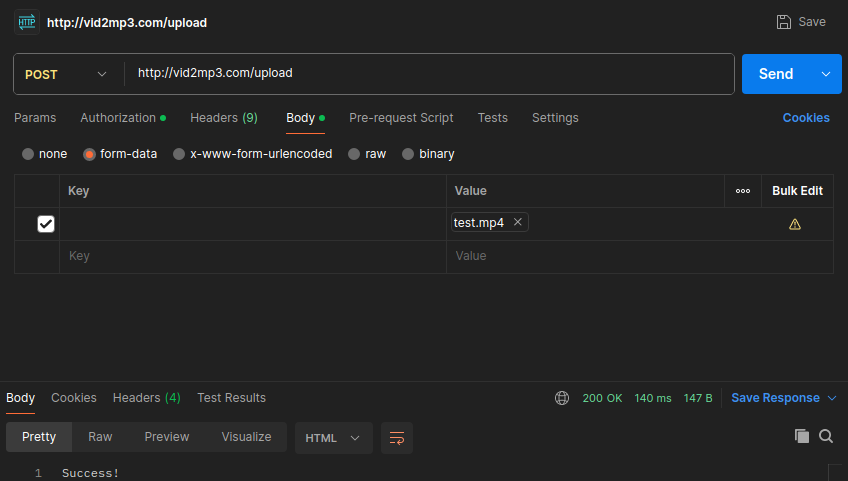 HTTP http://vid2mp3.com/upload Save
POST http://vid2mp3.com/upload Send
Params Authorization Headers (9) Body Pre-request Script Tests Settings Cookies
none form-data x-www-form-urlencoded raw binary
Key Value Bulk Edit
test.mp4
Key Value
Body Cookies Headers (4) Test Results 200 OK 140 ms 147 B Save Response
Pretty Raw Preview Visualize HTML
1 Success!